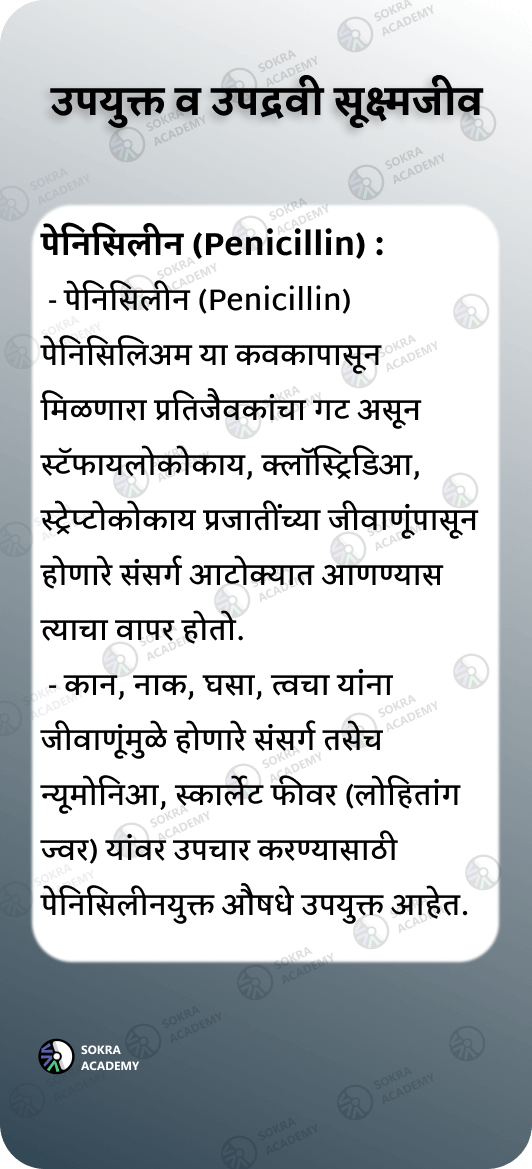 उपयुक्त व उपद्रवी सूक्ष्मजीव
पेनिसिलीन (Penicillin) :
- पेनिसिलीन (Penicillin)
पेनिसिलिअम या कवकापासून
मिळणारा प्रतिजैवकांचा गट असून
स्टॅफायलोकोकाय, क्लॉस्ट्रिडिआ,
स्ट्रेप्टोकोकाय प्रजातींच्या जीवाणूंपासून
होणारे संसर्ग आटोक्यात आणण्यास
त्याचा वापर होतो.
- कान, नाक, घसा, त्वचा यांना
जीवाणूंमुळे होणारे संसर्ग तसेच
न्यूमोनिआ, स्कार्लेट फीवर (लोहितांग
ज्वर) यांवर उपचार करण्यासाठी
पेनिसिलीनयुक्त औषधे उपयुक्त आहेत.
SOKRA
ACADEMY